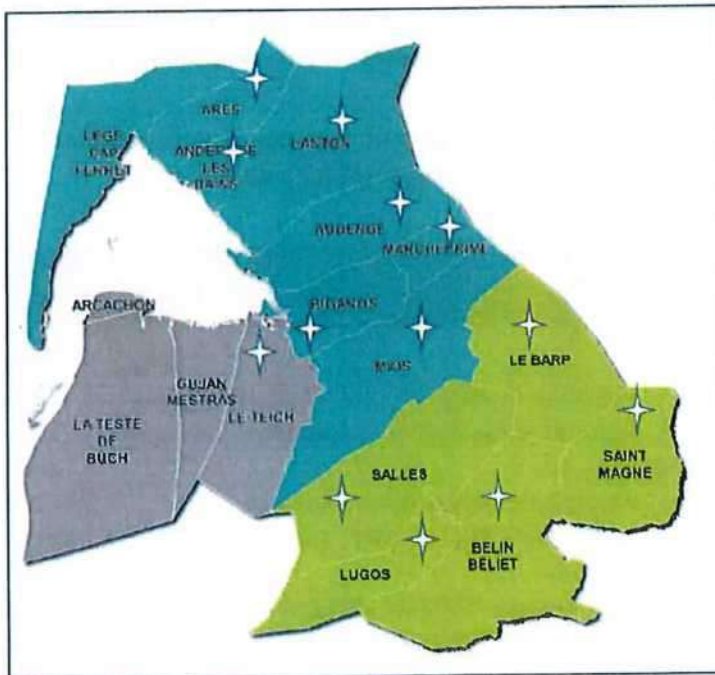 ARES
LEGE
CAP
FERRET
ANDERNOS
LES
BAINS
LANTON
AUDENGE
MARCHEPRIME
ARCACHON
BIGANOS
MIOS
LE BARP
GUJAN
MESTRAS
LE TEICH
LA TESTE
DE
BUCH
SALLES
SAINT
MAGNE
LUGOS
BELIN
BELIET